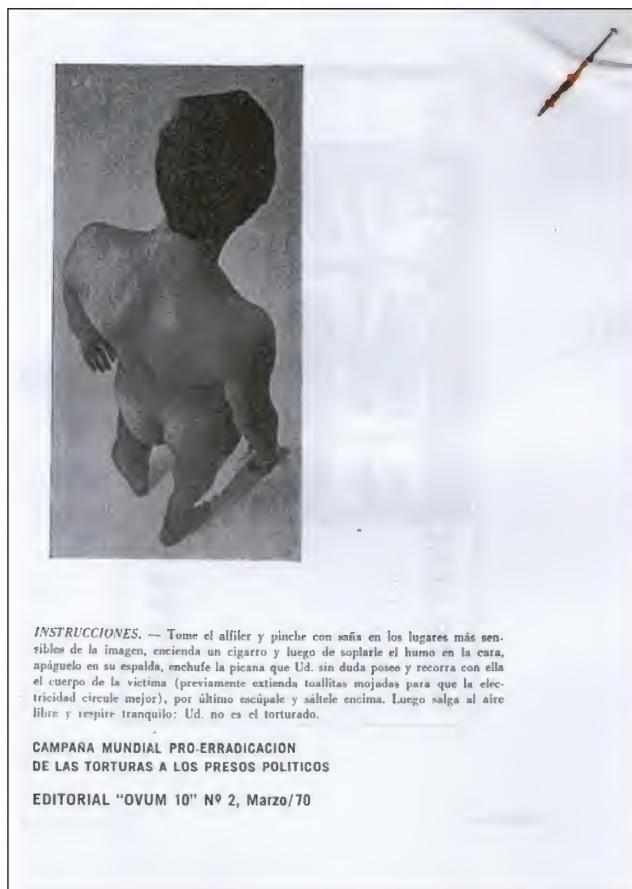 INSTRUCCIONES. — Tome el alfiler y pinche con saña en los lugares más sen-
sibles de la imagen, encienda un cigarro y luego de soplarle el humo en la cara,
apáguelo en su espalda, enchufe la picana que Ud. sin duda posee y recorra con ella
el cuerpo de la víctima (previamente extienda toallitas mojadas para que la elec-
tricidad circule mejor), por último escúpale y sáltele encima. Luego salga al aire
libre y respire tranquilo: Ud. no es el torturado.
CAMPAÑA MUNDIAL PRO-ERRADICACION
DE LAS TORTURAS A LOS PRESOS POLITICOS
EDITORIAL "OVUM 10" Nº 2, Marzo/70